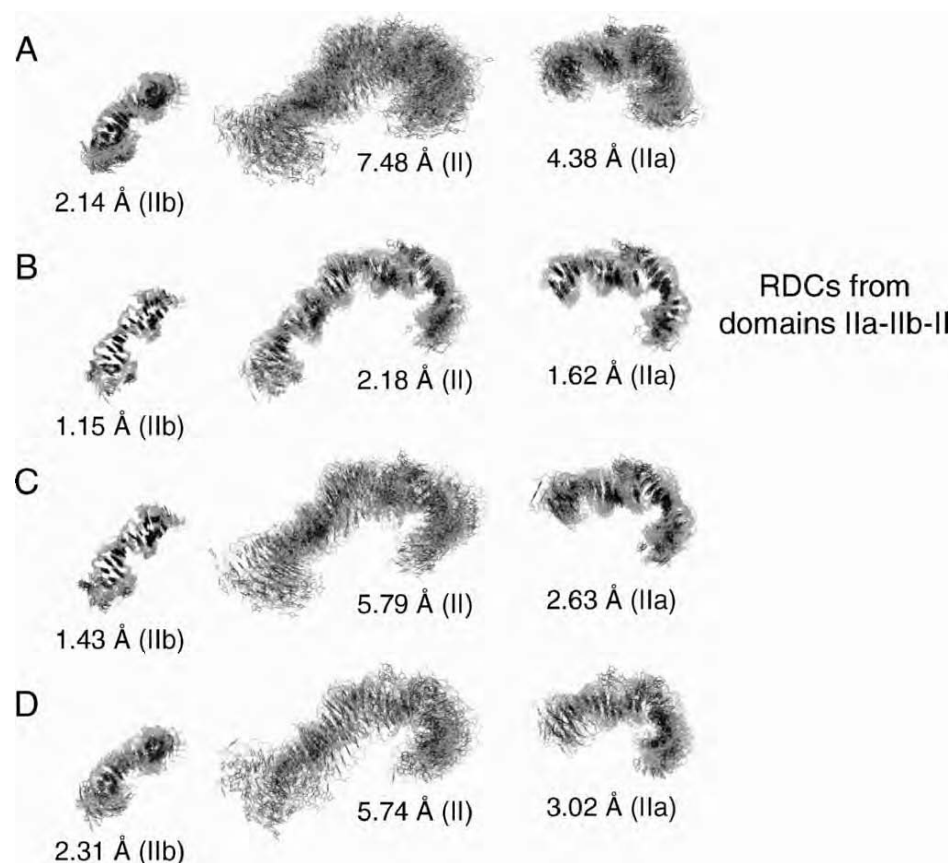 A
2.14 Å (IIb)
7.48 Å (II)
4.38 Å (IIa)
B
1.15 Å (IIb)
2.18 Å (II)
1.62 Å (IIa)
RDCs from
domains IIa-IIb-II
C
1.43 Å (IIb)
5.79 Å (II)
2.63 Å (IIa)
D
2.31 Å (IIb)
5.74 Å (II)
3.02 Å (IIa)